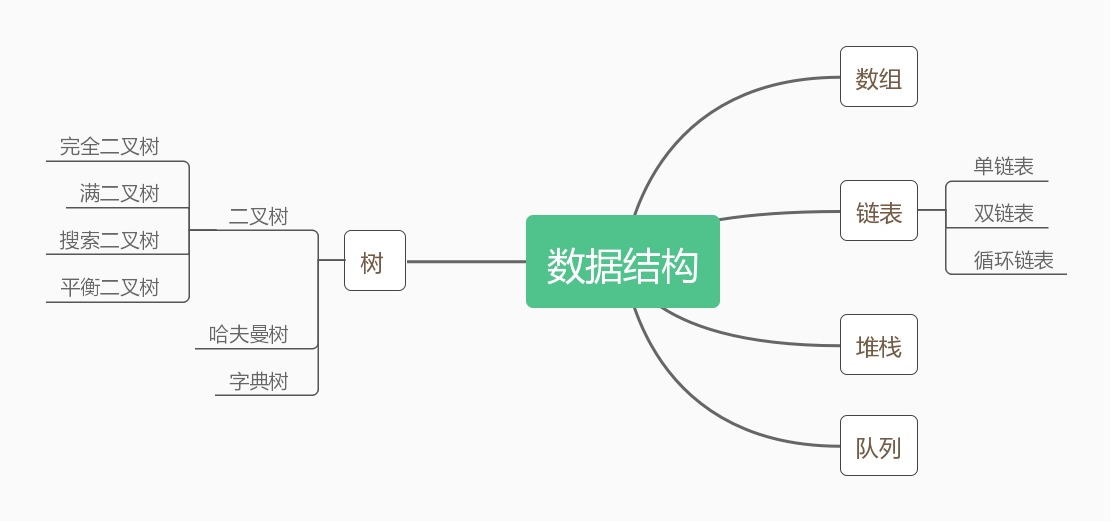 数据结构
数组
链表
单链表
双链表
循环链表
堆栈
队列
树
二叉树
完全二叉树
满二叉树
搜索二叉树
平衡二叉树
哈夫曼树
字典树